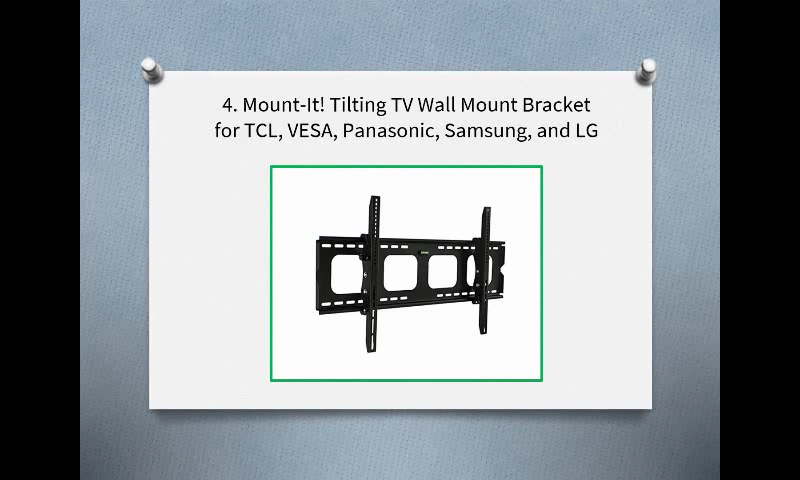 4. Mount-It! Tilting TV Wall Mount Bracket
for TCL, VESA, Panasonic, Samsung, and LG